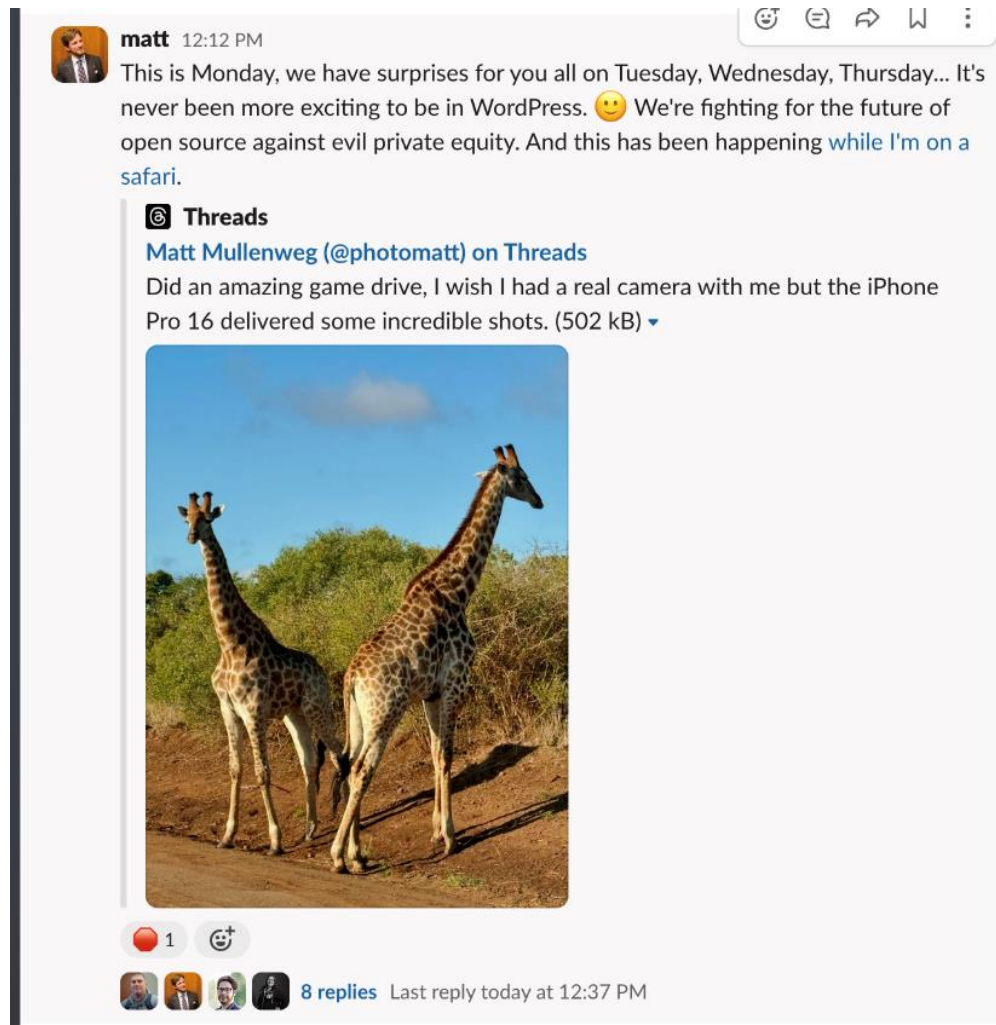 matt 12:12 PM
This is Monday, we have surprises for you all on Tuesday, Wednesday, Thursday... It's
never been more exciting to be in WordPress. 🙂 We're fighting for the future of
open source against evil private equity. And this has been happening while I'm on a
safari.
Threads
Matt Mullenweg (@photomatt) on Threads
Did an amazing game drive, I wish I had a real camera with me but the iPhone
Pro 16 delivered some incredible shots. (502 kB)
1
8 replies Last reply today at 12:37 PM